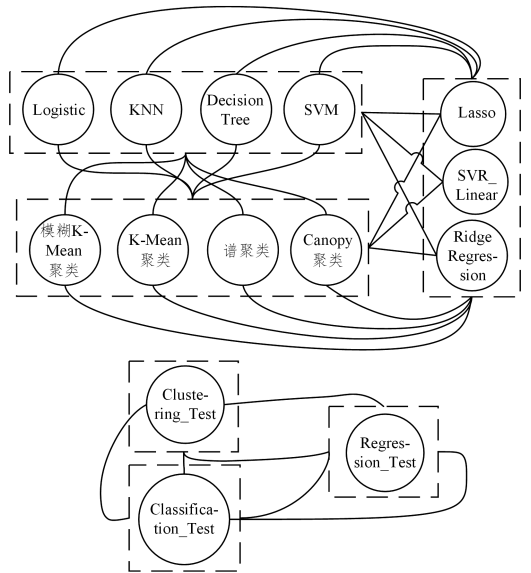 Logistic
KNN
Decision
Tree
SVM
Lasso
SVR_
Linear
Ridge
Regres-
sion
模糊K-
Mean
聚类
K-Mean
聚类
谱聚类
Canopy
聚类
Cluste-
ring_Test
Regres-
sion_Test
Classifica-
tion_Test